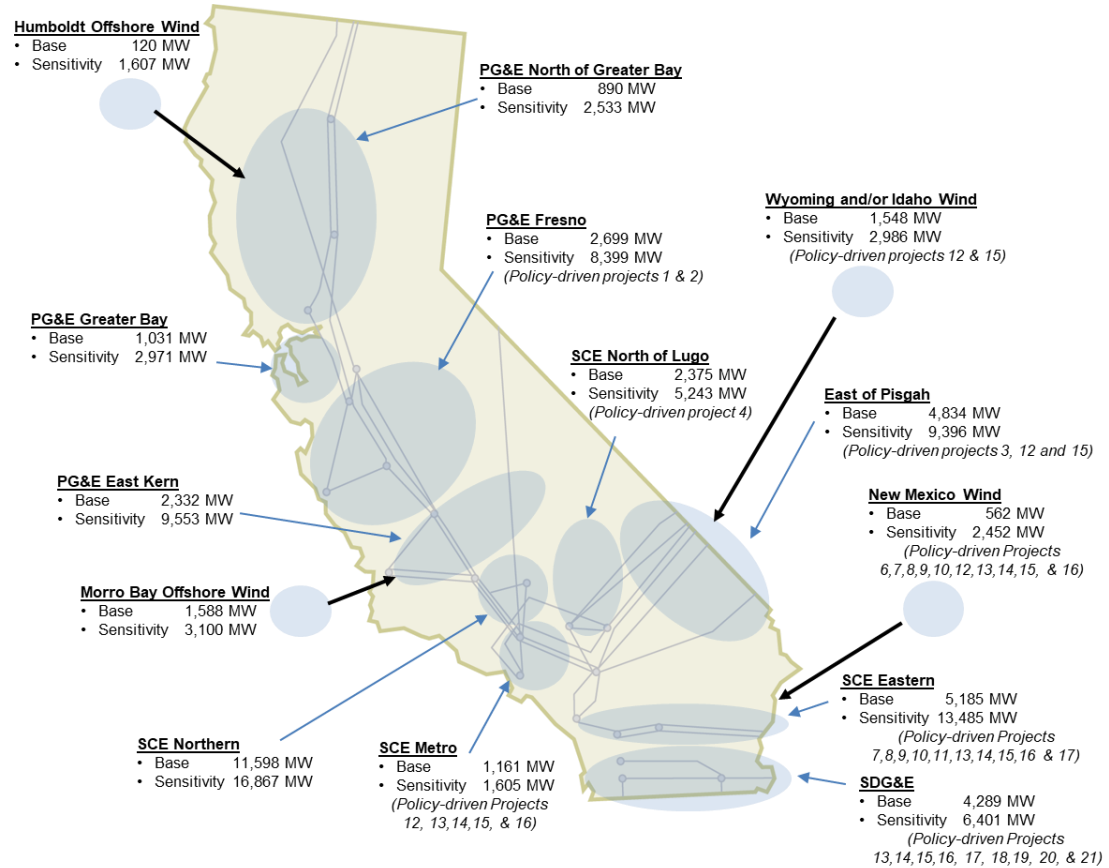 Humboldt Offshore Wind
• Base 120 MW
• Sensitivity 1,607 MW
PG&E North of Greater Bay
• Base 890 MW
• Sensitivity 2,533 MW
Wyoming and/or Idaho Wind
• Base 1,548 MW
• Sensitivity 2,986 MW
(Policy-driven projects 12 & 15)
PG&E Fresno
• Base 2,699 MW
• Sensitivity 8,399 MW
(Policy-driven projects 1 & 2)
PG&E Greater Bay
• Base 1,031 MW
• Sensitivity 2,971 MW
SCE North of Lugo
• Base 2,375 MW
• Sensitivity 5,243 MW
(Policy-driven project 4)
East of Pisgah
• Base 4,834 MW
• Sensitivity 9,396 MW
(Policy-driven projects 3, 12 and 15)
PG&E East Kern
• Base 2,332 MW
• Sensitivity 9,553 MW
New Mexico Wind
• Base 562 MW
• Sensitivity 2,452 MW
(Policy-driven Projects
6,7,8,9,10,12,13,14,15, & 16)
Morro Bay Offshore Wind
• Base 1,588 MW
• Sensitivity 3,100 MW
SCE Eastern
• Base 5,185 MW
• Sensitivity 13,485 MW
(Policy-driven Projects
7,8,9,10,11,13,14,15,16 & 17)
SCE Northern
• Base 11,598 MW
• Sensitivity 16,867 MW
SCE Metro
• Base 1,161 MW
• Sensitivity 1,605 MW
(Policy-driven Projects
12, 13,14,15, & 16)
SDG&E
• Base 4,289 MW
• Sensitivity 6,401 MW
(Policy-driven Projects
13,14,15,16, 17, 18,19, 20, & 21)